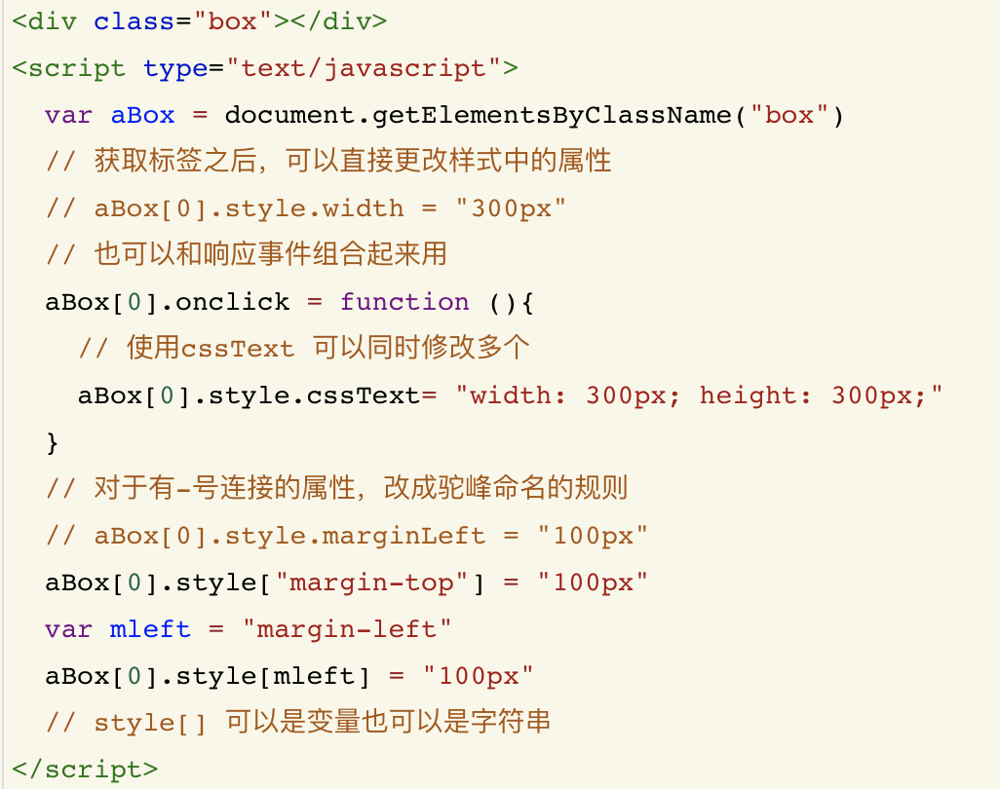 <div class="box"></div>
<script type="text/javascript">
  var aBox = document.getElementsByClassName("box")
  // 获取标签之后，可以直接更改样式中的属性
  // aBox[0].style.width = "300px"
  // 也可以和响应事件组合起来用
  aBox[0].onclick = function (){
    // 使用cssText 可以同时修改多个
    aBox[0].style.cssText= "width: 300px; height: 300px;"
  }
  // 对于有-号连接的属性，改成驼峰命名的规则
  // aBox[0].style.marginLeft = "100px"
  aBox[0].style["margin-top"] = "100px"
  var mleft = "margin-left"
  aBox[0].style[mleft] = "100px"
  // style[] 可以是变量也可以是字符串
</script>